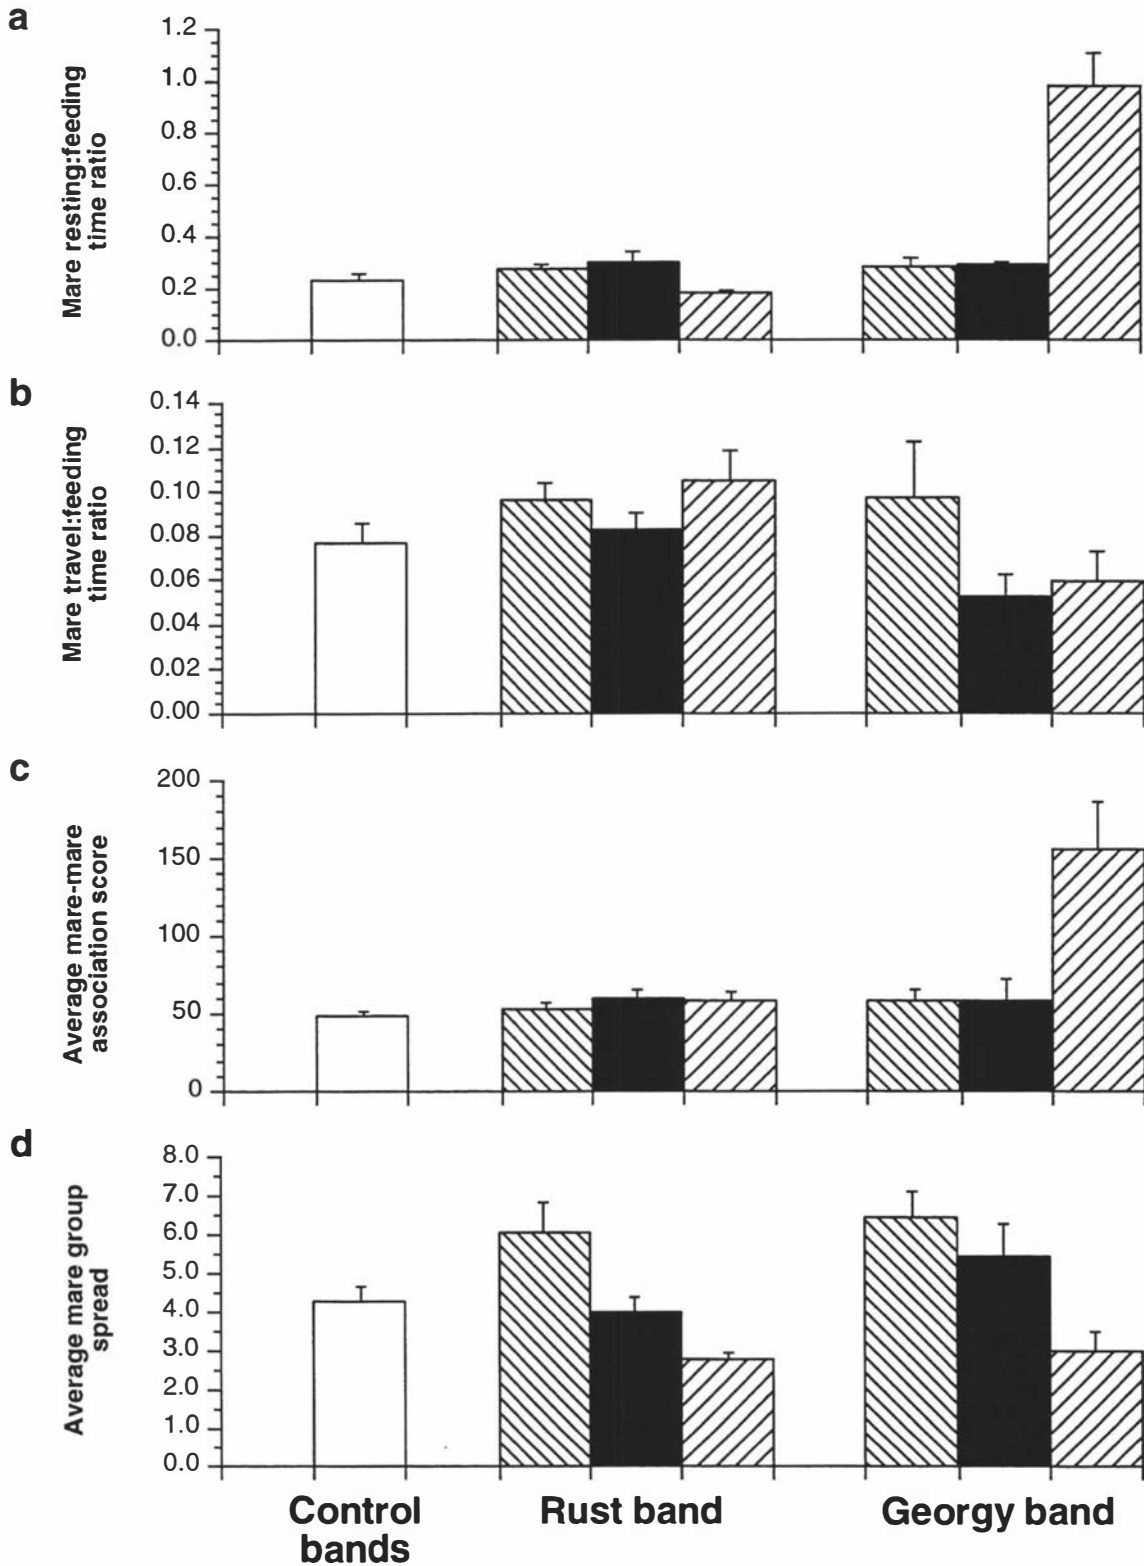 a
Mare resting:feeding
time ratio
1.2
1.0
0.8
0.6
0.4
0.2
0.0
b
Mare travel:feeding
time ratio
0.14
0.12
0.10
0.08
0.06
0.04
0.02
0.00
c
Average mare-mare
association score
200
150
100
50
0
d
Average mare group
spread
8.0
7.0
6.0
5.0
4.0
3.0
2.0
1.0
0.0
Control
bands
Rust band
Georgy band